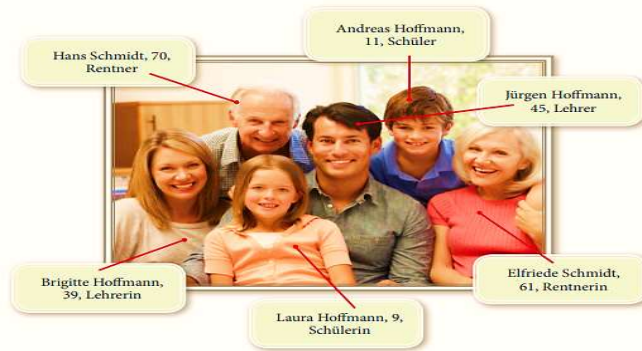 Andreas Hoffmann,
11, Schüler
Hans Schmidt, 70,
Rentner
Jürgen Hoffmann,
45, Lehrer
Brigitte Hoffmann,
39, Lehrerin
Elfriede Schmidt,
61, Rentnerin
Laura Hoffmann, 9,
Schülerin